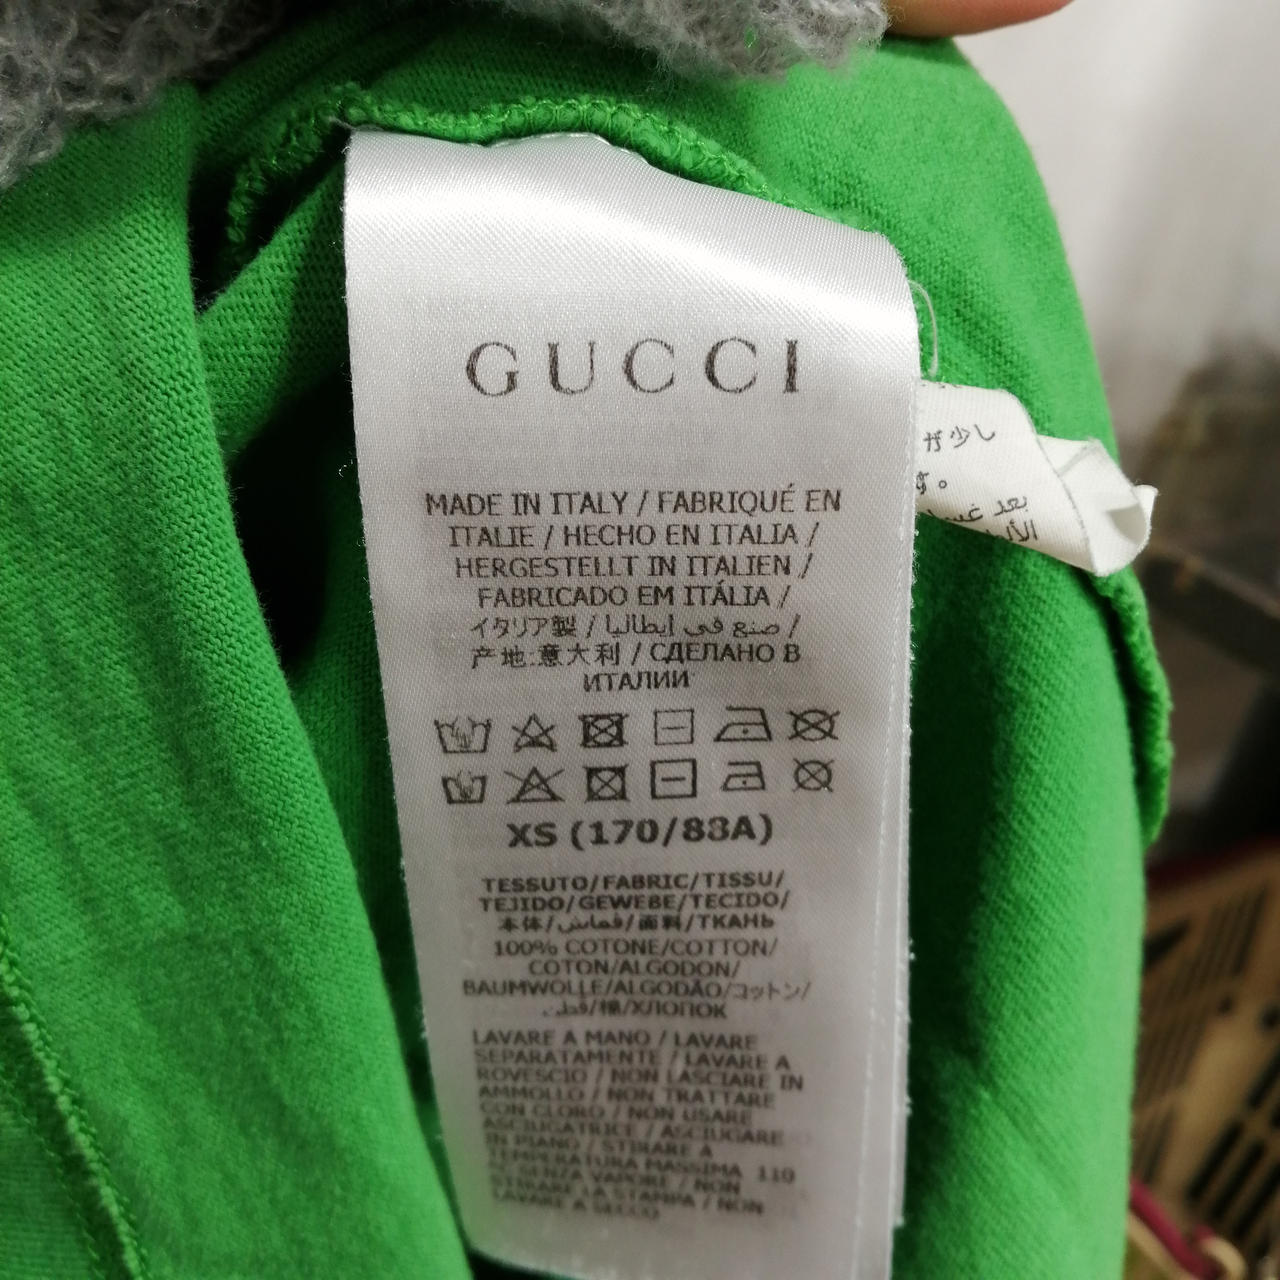 GUCCI
MADE IN ITALY / FABRIQUÉ EN
ITALIE / HECHO EN ITALIA /
HERGESTELLT IN ITALIEN /
FABRICADO EM ITÁLIA /
イタリア製 / صنع في إيطاليا /
产地:意大利 / СДЕЛАНО В
ИТАЛИИ
XS (170/88A)
TESSUTO/FABRIC/TISSU/
TEJIDO/GEWEBE/TECIDO/
本体/قماش/面料/ТКАНЬ
100% COTONE/COTTON/
COTON/ALGODON/
BAUMWOLLE/ALGODÃO/コットン/
قطن/棉/ХЛОПОК
LAVARE A MANO / LAVARE
SEPARATAMENTE / LAVARE A
ROVESCIO / NON LASCIARE IN
AMMOLLO / NON TRATTARE
CON CLORO / NON USARE
ASCIUGATRICE / ASCIUGARE
IN PIANO / STIRARE A
TEMPERATURA MASSIMA 110
°C SENZA VAPORE / NON
STIRARE LA STAMPA / NON
LAVARE A SECCO
が少し
す。
بعد